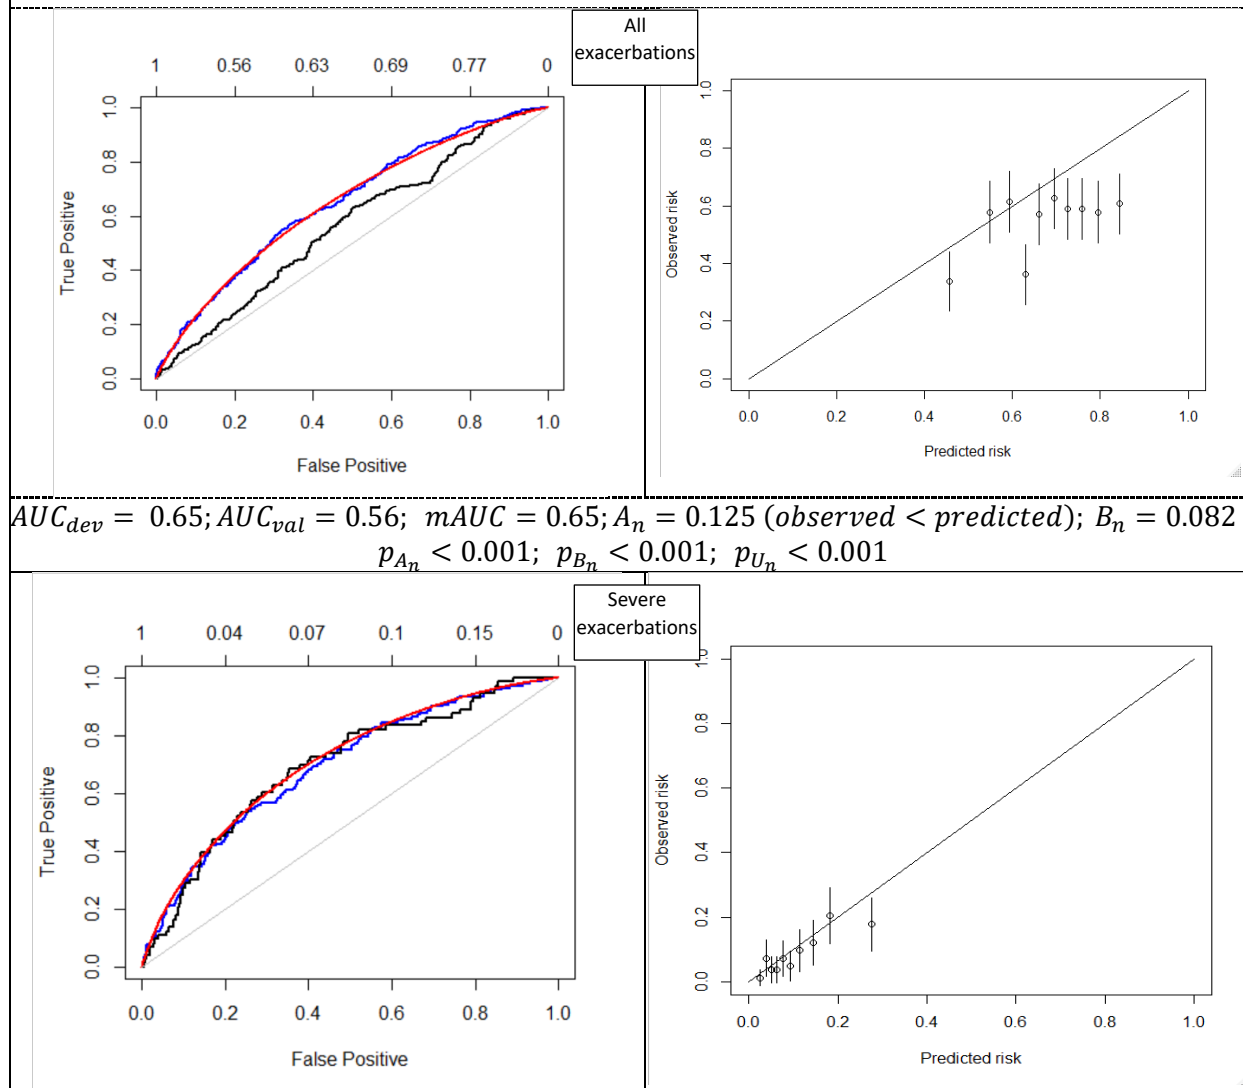 All
exacerbations
1 0.56 0.63 0.69 0.77 0
True Positive
0.0 0.2 0.4 0.6 0.8 1.0
0.0 0.2 0.4 0.6 0.8 1.0
False Positive
Observed risk
0.0 0.2 0.4 0.6 0.8 1.0
0.0 0.2 0.4 0.6 0.8 1.0
Predicted risk
AUC_dev = 0.65; AUC_val = 0.56; mAUC = 0.65; A_n = 0.125 (observed < predicted); B_n = 0.082
p_{A_n} < 0.001; p_{B_n} < 0.001; p_{U_n} < 0.001
Severe
exacerbations
1 0.04 0.07 0.1 0.15 0
True Positive
0.0 0.2 0.4 0.6 0.8 1.0
0.0 0.2 0.4 0.6 0.8 1.0
False Positive
Observed risk
0.0 0.2 0.4 0.6 0.8 1.0
0.0 0.2 0.4 0.6 0.8 1.0
Predicted risk